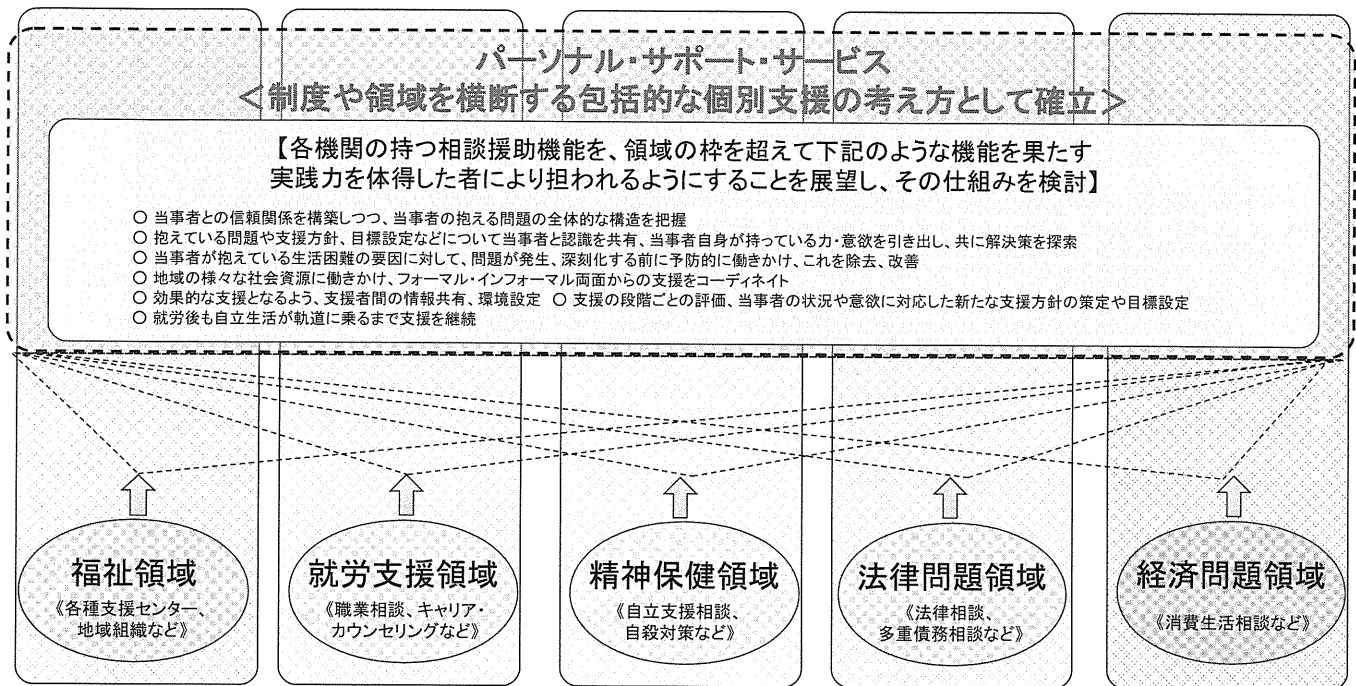 パーソナル・サポート・サービス
＜制度や領域を横断する包括的な個別支援の考え方として確立＞
【各機関の持つ相談援助機能を、領域の枠を超えて下記のような機能を果たす
実践力を体得した者により担われるようにすることを展望し、その仕組みを検討】
○ 当事者との信頼関係を構築しつつ、当事者の抱える問題の全体的な構造を把握
○ 抱えている問題や支援方針、目標設定などについて当事者と認識を共有、当事者自身が持っている力・意欲を引き出し、共に解決策を探索
○ 当事者が抱えている生活困難の要因に対して、問題が発生、深刻化する前に予防的に働きかけ、これを除去、改善
○ 地域の様々な社会資源に働きかけ、フォーマル・インフォーマル両面からの支援をコーディネイト
○ 効果的な支援となるよう、支援者間の情報共有、環境設定 ○ 支援の段階ごとの評価、当事者の状況や意欲に対応した新たな支援方針の策定や目標設定
○ 就労後も自立生活が軌道に乗るまで支援を継続
福祉領域
《各種支援センター、
地域組織など》
就労支援領域
《職業相談、キャリア・
カウンセリングなど》
精神保健領域
《自立支援相談、
自殺対策など》
法律問題領域
《法律相談、
多重債務相談など》
経済問題領域
《消費生活相談など》